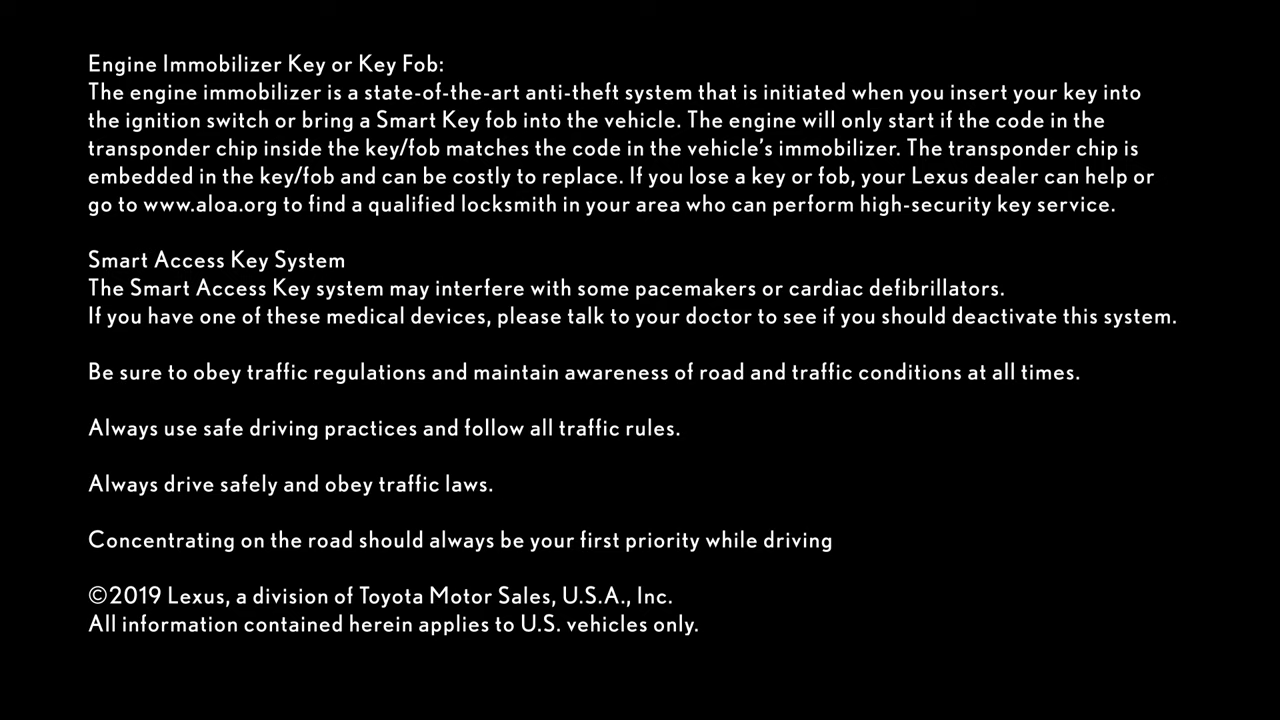 Engine Immobilizer Key or Key Fob:
The engine immobilizer is a state-of-the-art anti-theft system that is initiated when you insert your key into
the ignition switch or bring a Smart Key fob into the vehicle. The engine will only start if the code in the
transponder chip inside the key/fob matches the code in the vehicle's immobilizer. The transponder chip is
embedded in the key/fob and can be costly to replace. If you lose a key or fob, your Lexus dealer can help or
go to www.aloa.org to find a qualified locksmith in your area who can perform high-security key service.
Smart Access Key System
The Smart Access Key system may interfere with some pacemakers or cardiac defibrillators.
If you have one of these medical devices, please talk to your doctor to see if you should deactivate this system.
Be sure to obey traffic regulations and maintain awareness of road and traffic conditions at all times.
Always use safe driving practices and follow all traffic rules.
Always drive safely and obey traffic laws.
Concentrating on the road should always be your first priority while driving
©2019 Lexus, a division of Toyota Motor Sales, U.S.A., Inc.
All information contained herein applies to U.S. vehicles only.